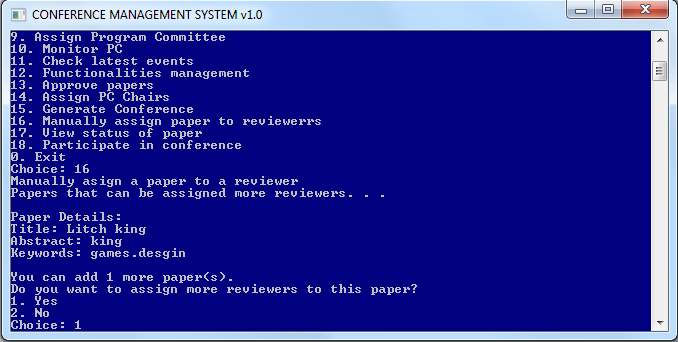 CONFERENCE MANAGEMENT SYSTEM v1.0
9. Assign Program Committee
10. Monitor PC
11. Check latest events
12. Functionalities management
13. Approve papers
14. Assign PC Chairs
15. Generate Conference
16. Manually assign paper to reviewerrs
17. View status of paper
18. Participate in conference
0. Exit
Choice: 16
Manually asign a paper to a reviewer
Papers that can be assigned more reviewers. . .
Paper Details:
Title: Litch king
Abstract: king
Keywords: games.desgin
You can add 1 more paper(s).
Do you want to assign more reviewers to this paper?
1. Yes
2. No
Choice: 1